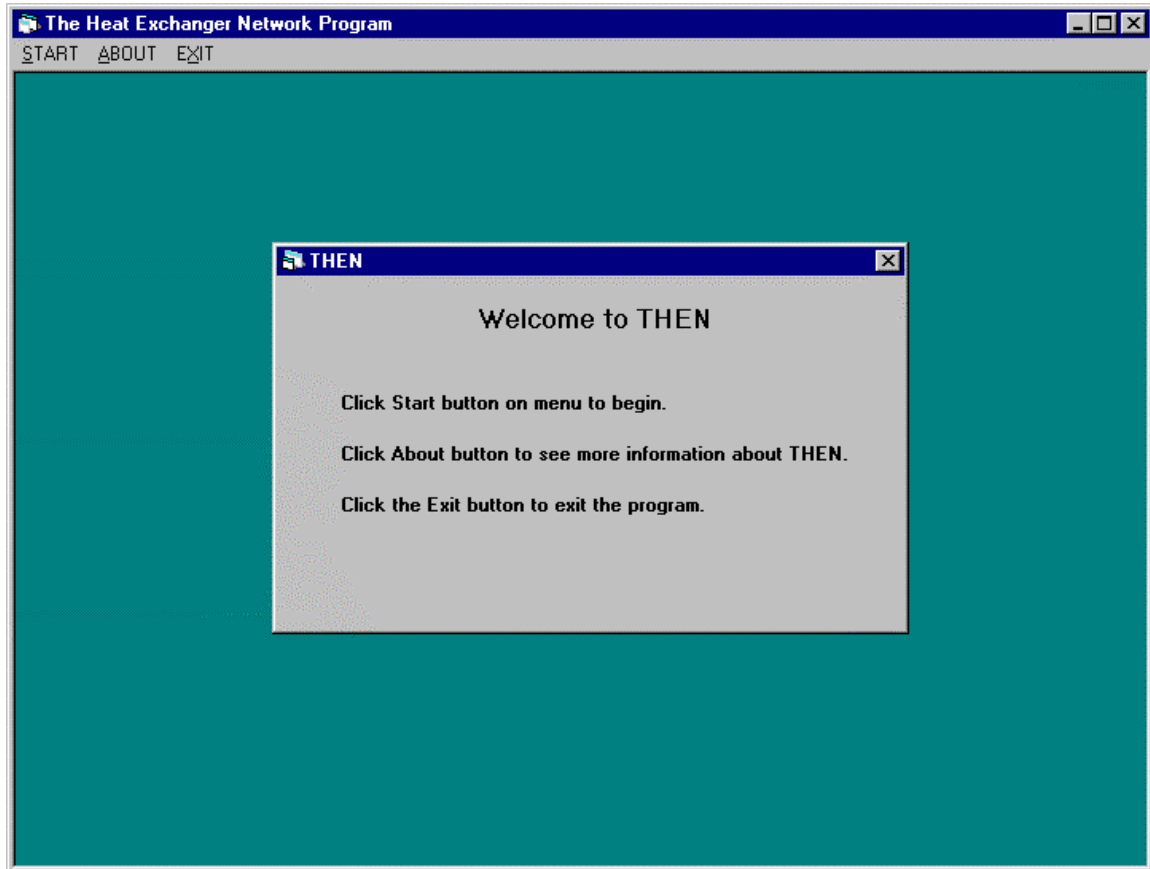 The Heat Exchanger Network Program
START ABOUT EXIT
THEN
Welcome to THEN
Click Start button on menu to begin.
Click About button to see more information about THEN.
Click the Exit button to exit the program.